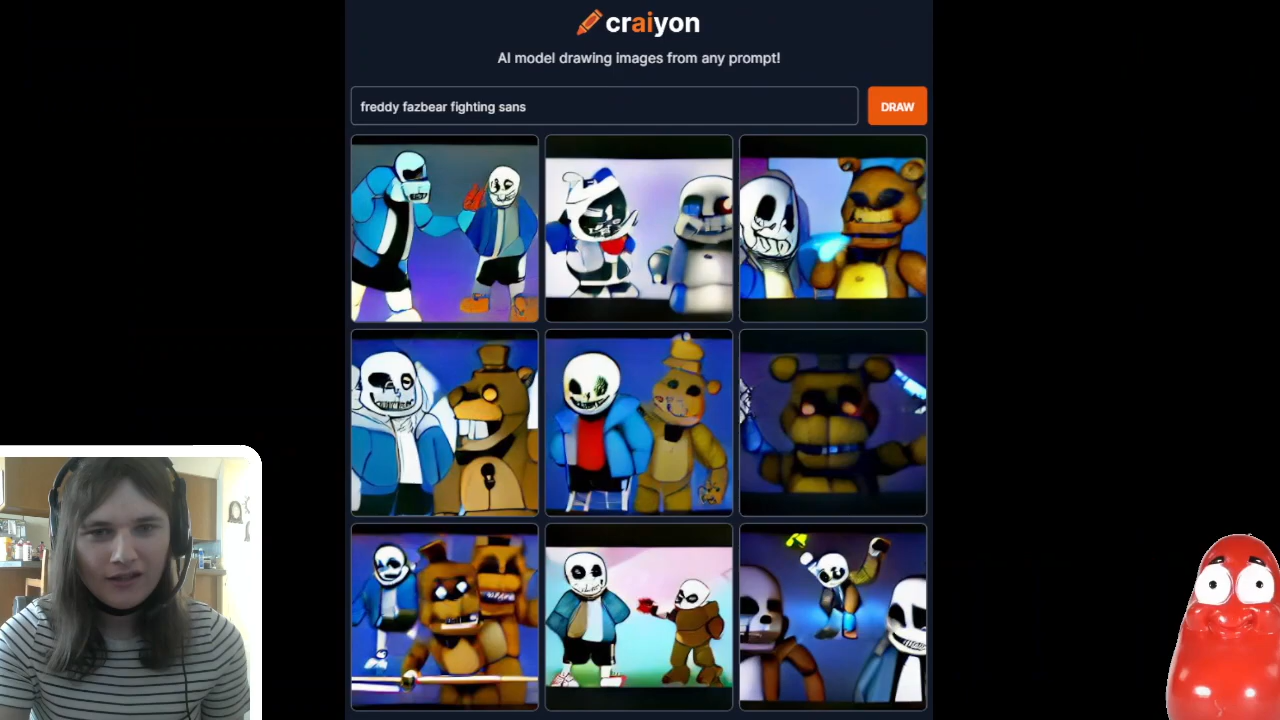 craiyon
AI model drawing images from any prompt!
freddy fazbear fighting sans
DRAW